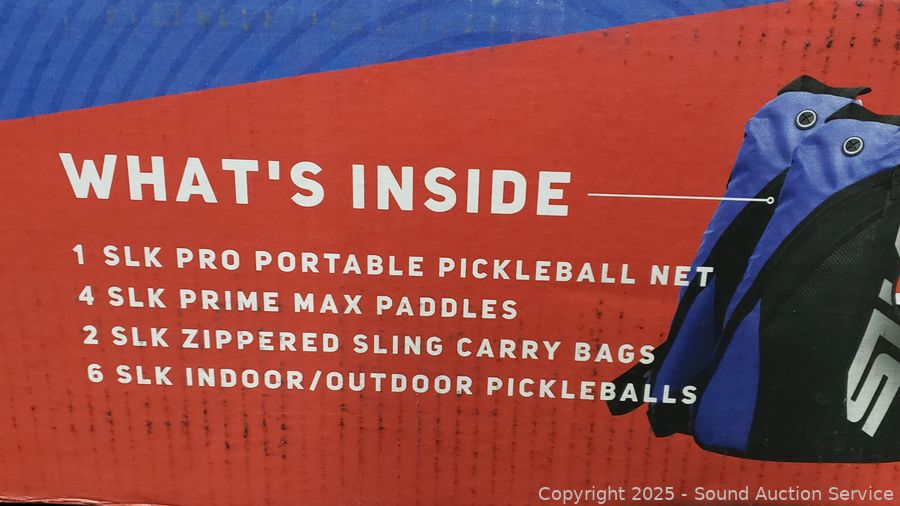 WHAT'S INSIDE
1 SLK PRO PORTABLE PICKLEBALL NET
4 SLK PRIME MAX PADDLES
2 SLK ZIPPERED SLING CARRY BAGS
6 SLK INDOOR/OUTDOOR PICKLEBALLS
Copyright 2025 - Sound Auction Service